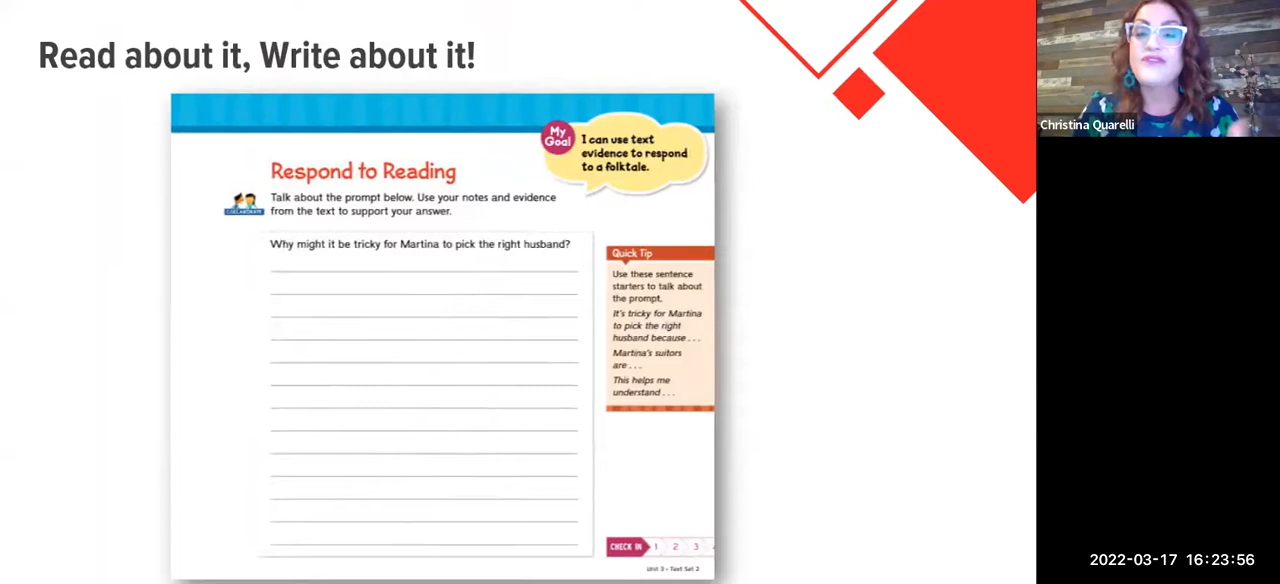 Read about it, Write about it!
My
Goal
I can use text
evidence to respond
to a folktale.
Respond to Reading
COLLABORATE
Talk about the prompt below. Use your notes and evidence
from the text to support your answer.
Why might it be tricky for Martina to pick the right husband?
Quick Tip
Use these sentence
starters to talk about
the prompt.
It's tricky for Martina
to pick the right
husband because . . .
Martina's suitors
are . . .
This helps me
understand . . .
CHECK IN 1 2 3
Unit 3 • Text Set 2
Christina Quarelli
2022-03-17 16:23:56